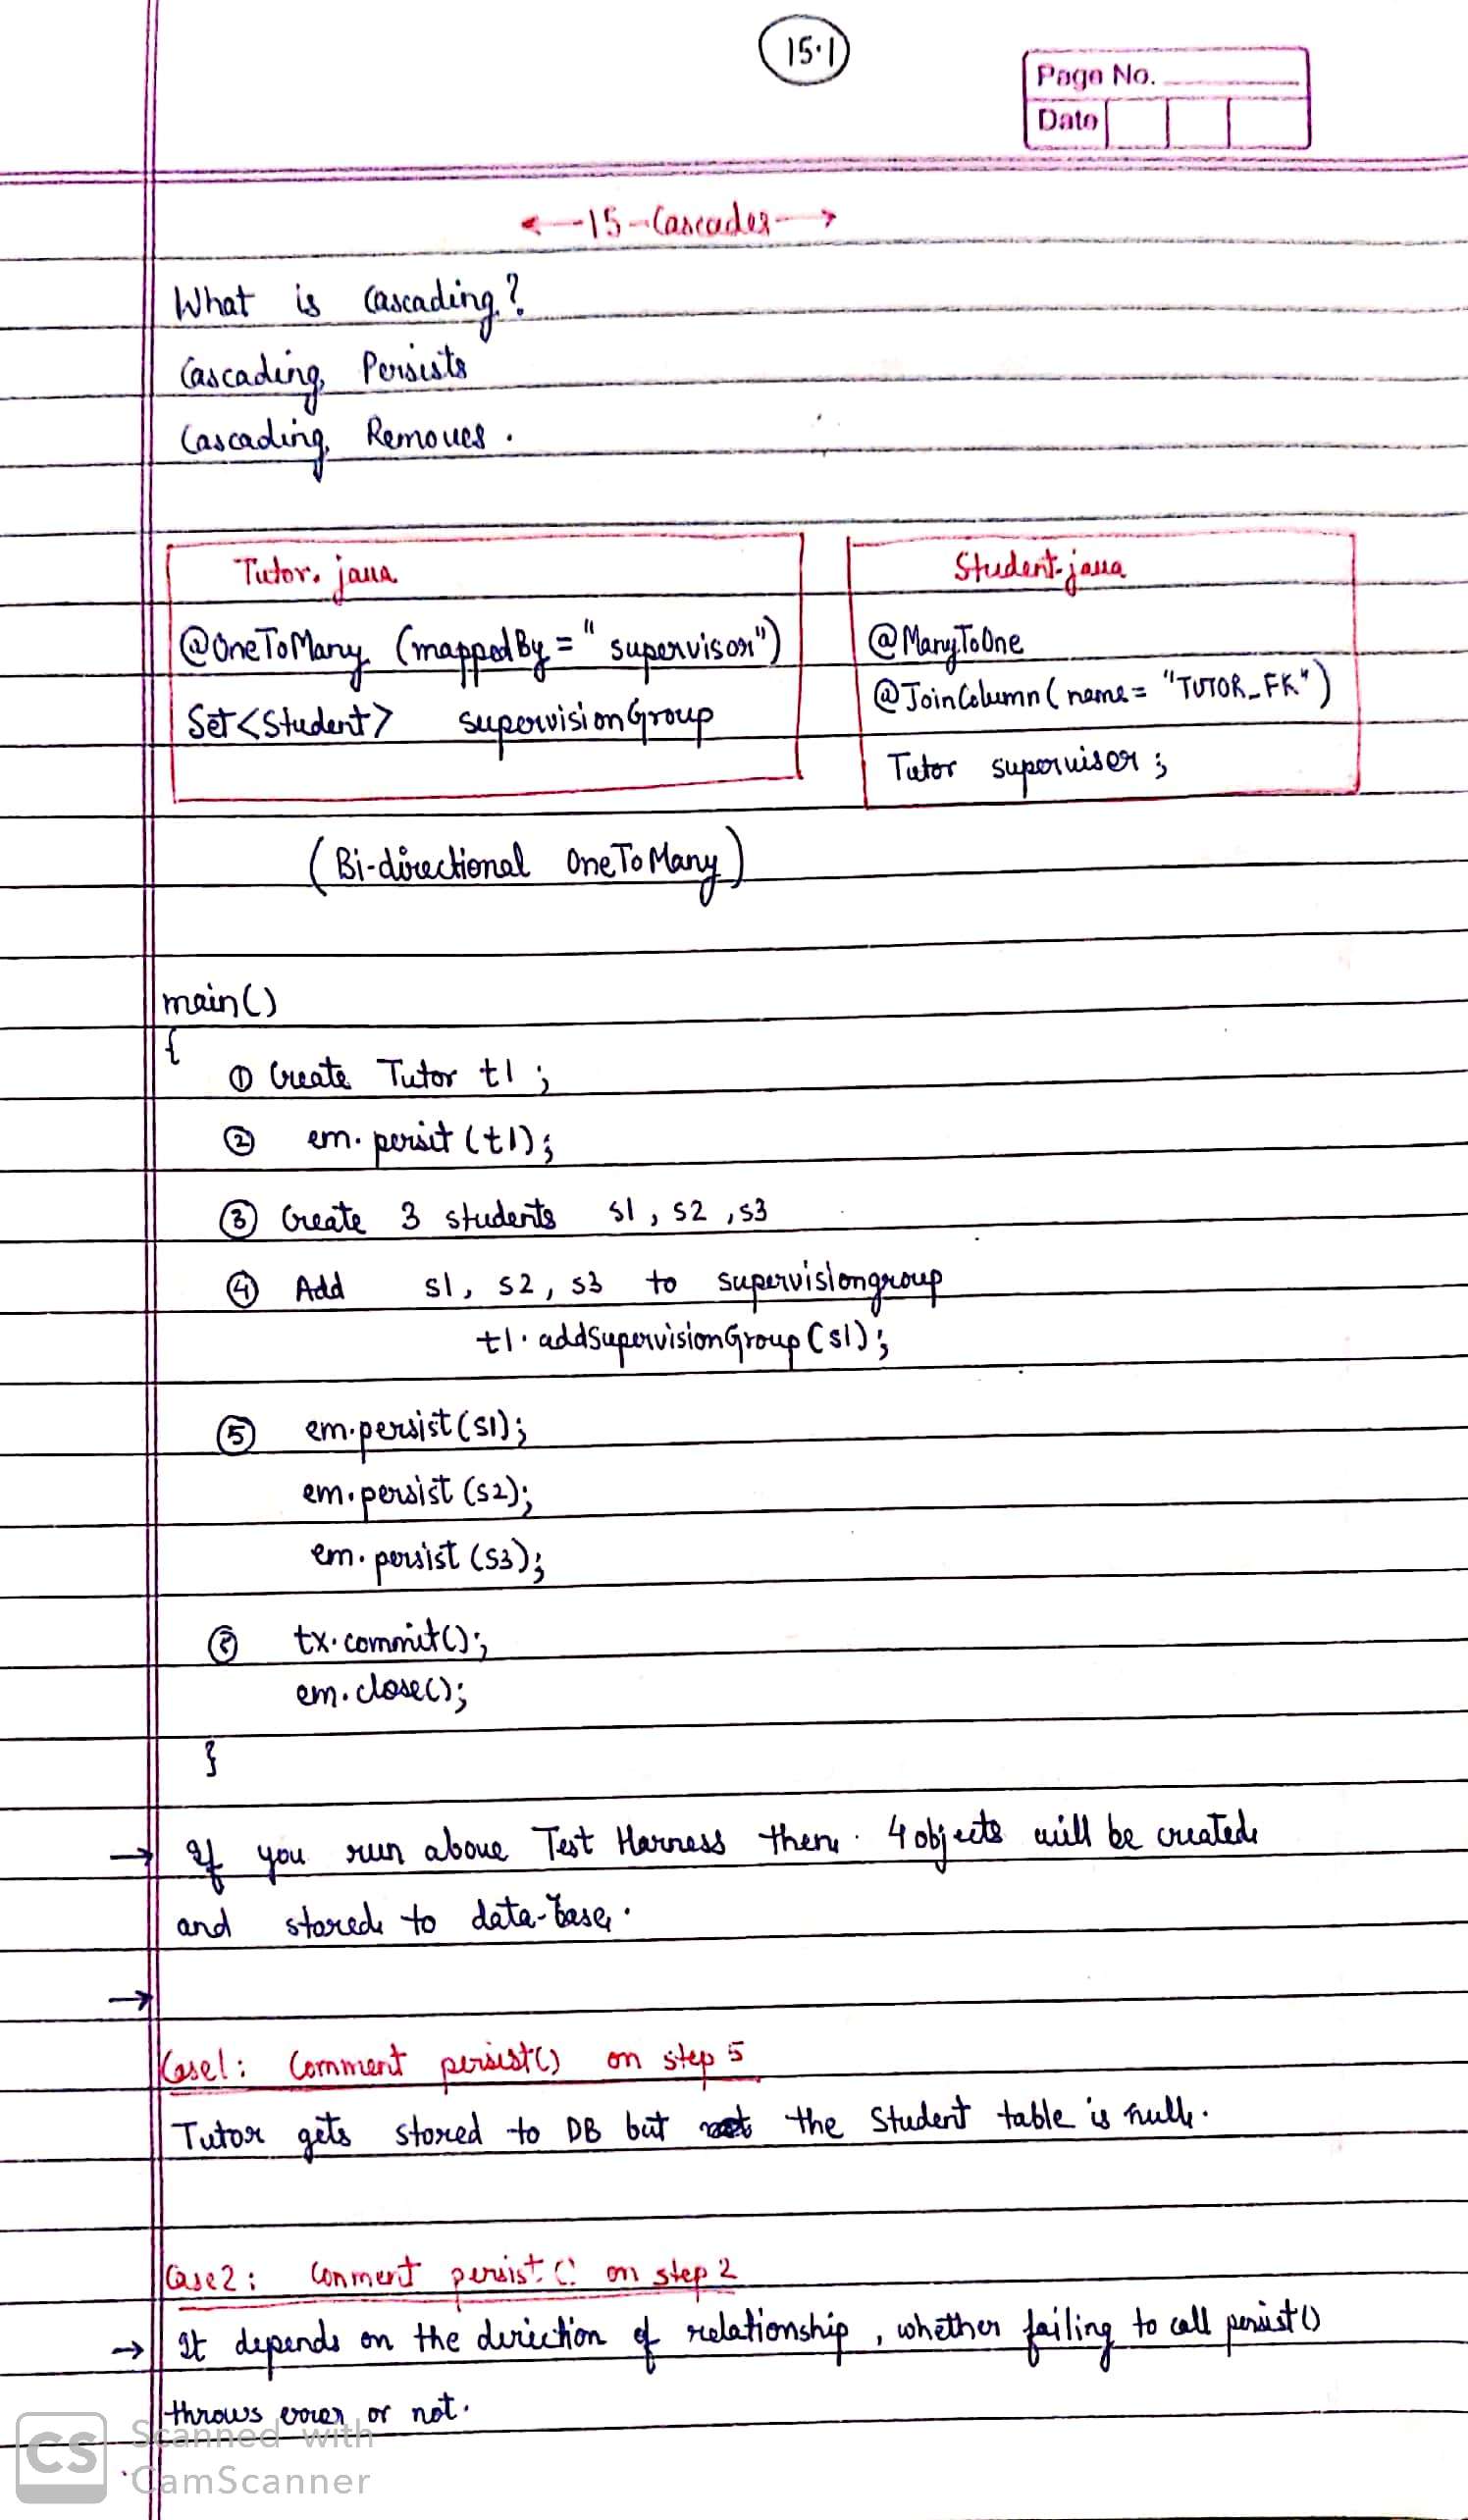 15.1
Page No.
Date
15-Cascades
What is Cascading?
Cascading Persists
Cascading Removes.
Tutor.java
@OneToMany (mappedBy="supervisor")
Set<Student> supervisionGroup
Student.java
@ManyToOne
@JoinColumn(name="TUTOR_FK")
Tutor supervisor;
(Bi-directional OneToMany)
main()
{
① Create Tutor t1;
② em.persit(t1);
③ Create 3 students s1, s2, s3
④ Add s1, s2, s3 to supervisiongroup
t1.addSupervisionGroup(s1);
⑤ em.persist(s1);
em.persist(s2);
em.persist(s3);
tx.commit();
em.close();
}
→ If you run above Test Harness then 4 objects will be created
and stored to data-base.
→
Case1: Comment persist() on step 5
Tutor gets stored to DB but the Student table is null.
Case2: Comment persist() on step 2
→ It depends on the direction of relationship, whether failing to call persist()
throws error or not.
CS
Scanned with
CamScanner